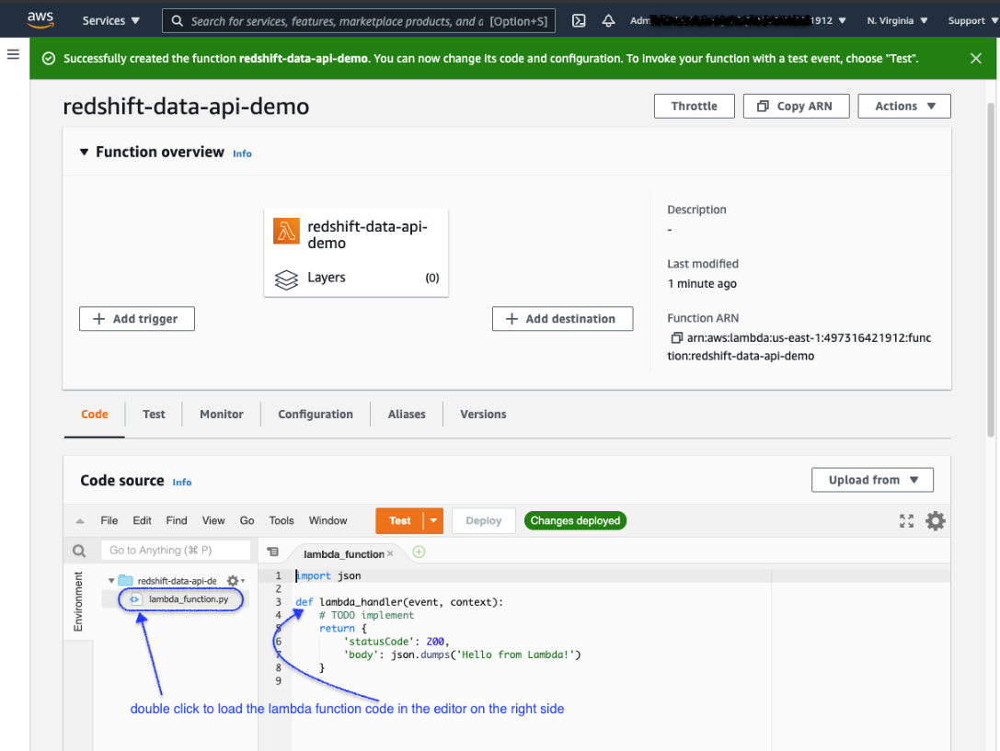 aws
Services
Search for services, features, marketplace products, and d [Option+S]
Adm
1912
N. Virginia
Support
Successfully created the function redshift-data-api-demo. You can now change its code and configuration. To invoke your function with a test event, choose "Test".
redshift-data-api-demo
Throttle
Copy ARN
Actions
Function overview Info
redshift-data-api-
demo
Layers (0)
Add trigger
Add destination
Description
-
Last modified
1 minute ago
Function ARN
arn:aws:lambda:us-east-1:497316421912:func
tion:redshift-data-api-demo
Code
Test
Monitor
Configuration
Aliases
Versions
Code source Info
Upload from
File Edit Find View Go Tools Window
Test
Deploy
Changes deployed
Go to Anything (⌘ P)
lambda_function
Environment
redshift-data-api-de
lambda_function.py
1 import json
2
3 def lambda_handler(event, context):
4     # TODO implement
5     return {
6         'statusCode': 200,
7         'body': json.dumps('Hello from Lambda!')
8     }
9
double click to load the lambda function code in the editor on the right side